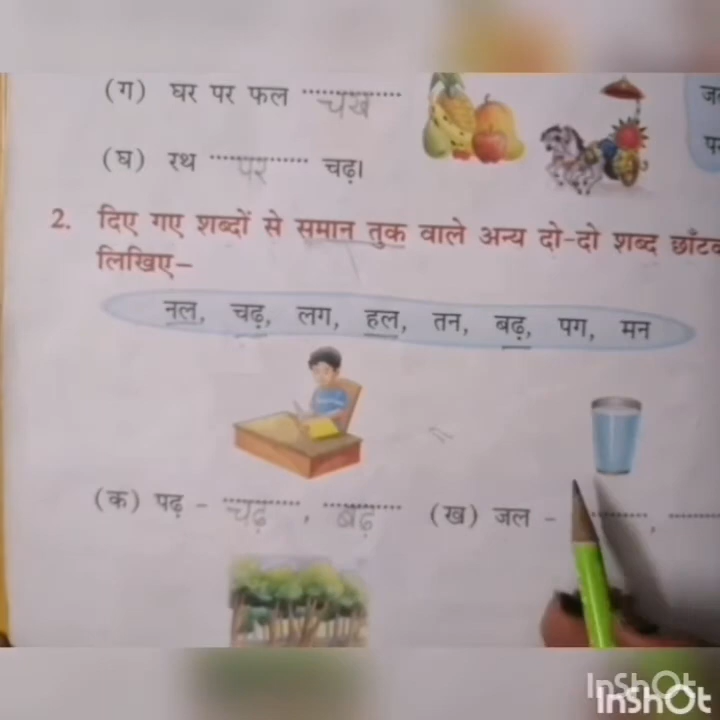 (ग) घर पर फल ............ चख
(घ) रथ ............ पर चढ़।
2. दिए गए शब्दों से समान तुक वाले अन्य दो-दो शब्द
लिखिए–
नल, चढ़, लग, हल, तन, बढ़, पग, मन
(क) पढ़ - चढ़, बढ़ (ख) जल - ............, ............
InShOt
InShOt